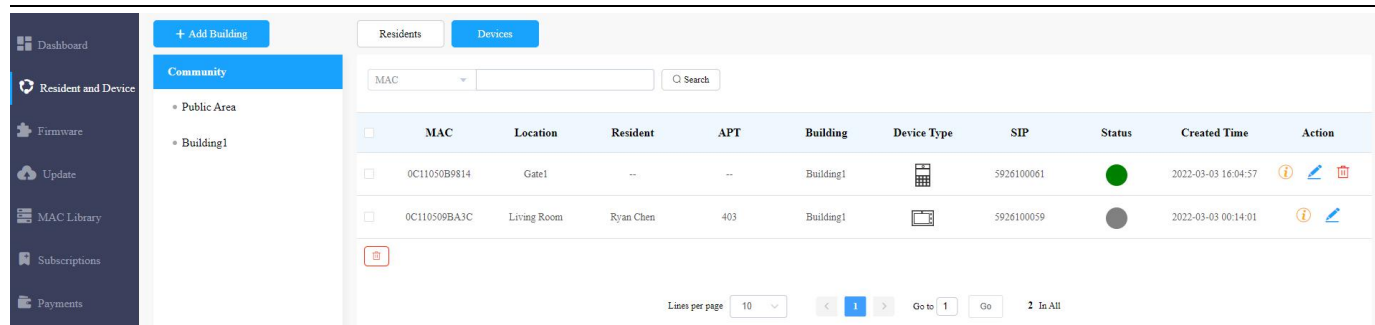 Dashboard
Resident and Device
Firmware
Update
MAC Library
Subscriptions
Payments
+ Add Building
Community
Public Area
Building1
Residents Devices
MAC Search
MAC Location Resident APT Building Device Type SIP Status Created Time Action
0C11050B9814 Gate1 -- -- Building1 5926100061 2022-03-03 16:04:57
0C110509BA3C Living Room Ryan Chen 403 Building1 5926100059 2022-03-03 00:14:01
Lines per page 10 < 1 > Go to 1 Go 2 In All